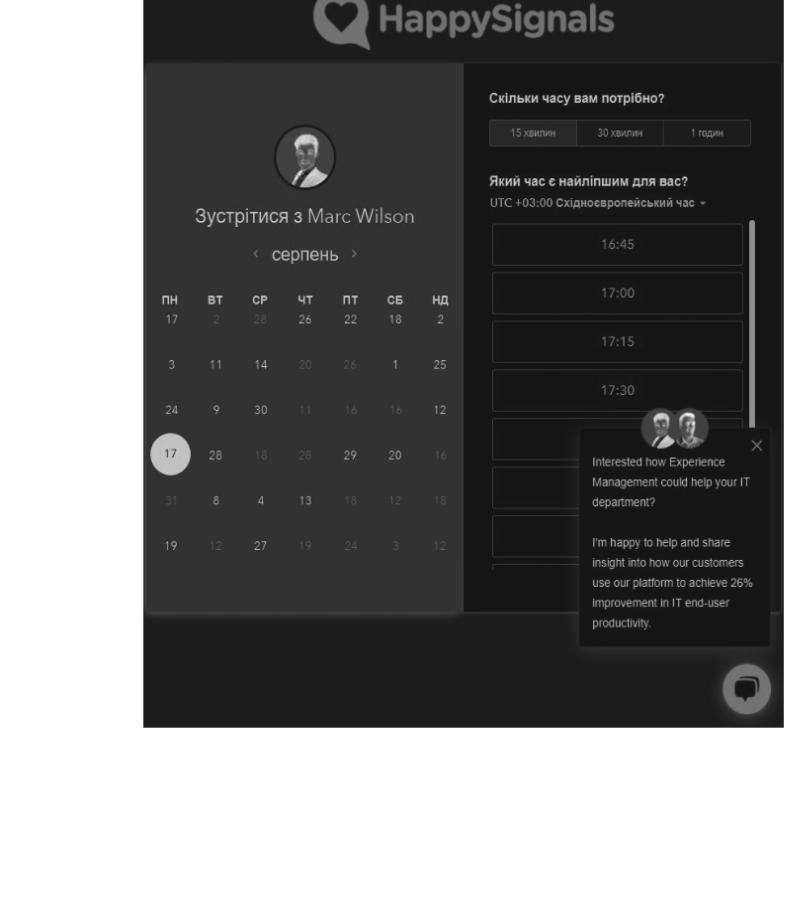 HappySignals
Зустрітися з Marc Wilson
серпень
ПН ВТ СР ЧТ ПТ СБ НД
17 2 28 26 22 18 2
3 11 14 20 26 1 25
24 9 30 11 16 16 12
17 28 18 28 29 20 16
31 8 4 13 18 12 18
19 12 27 19 24 3 12
Скільки часу вам потрібно?
15 хвилин 30 хвилин 1 годин
Який час є найліпшим для вас?
UTC +03:00 Східноєвропейський час
16:45
17:00
17:15
17:30
Interested how Experience
Management could help your IT
department?
I'm happy to help and share
insight into how our customers
use our platform to achieve 26%
improvement in IT end-user
productivity.